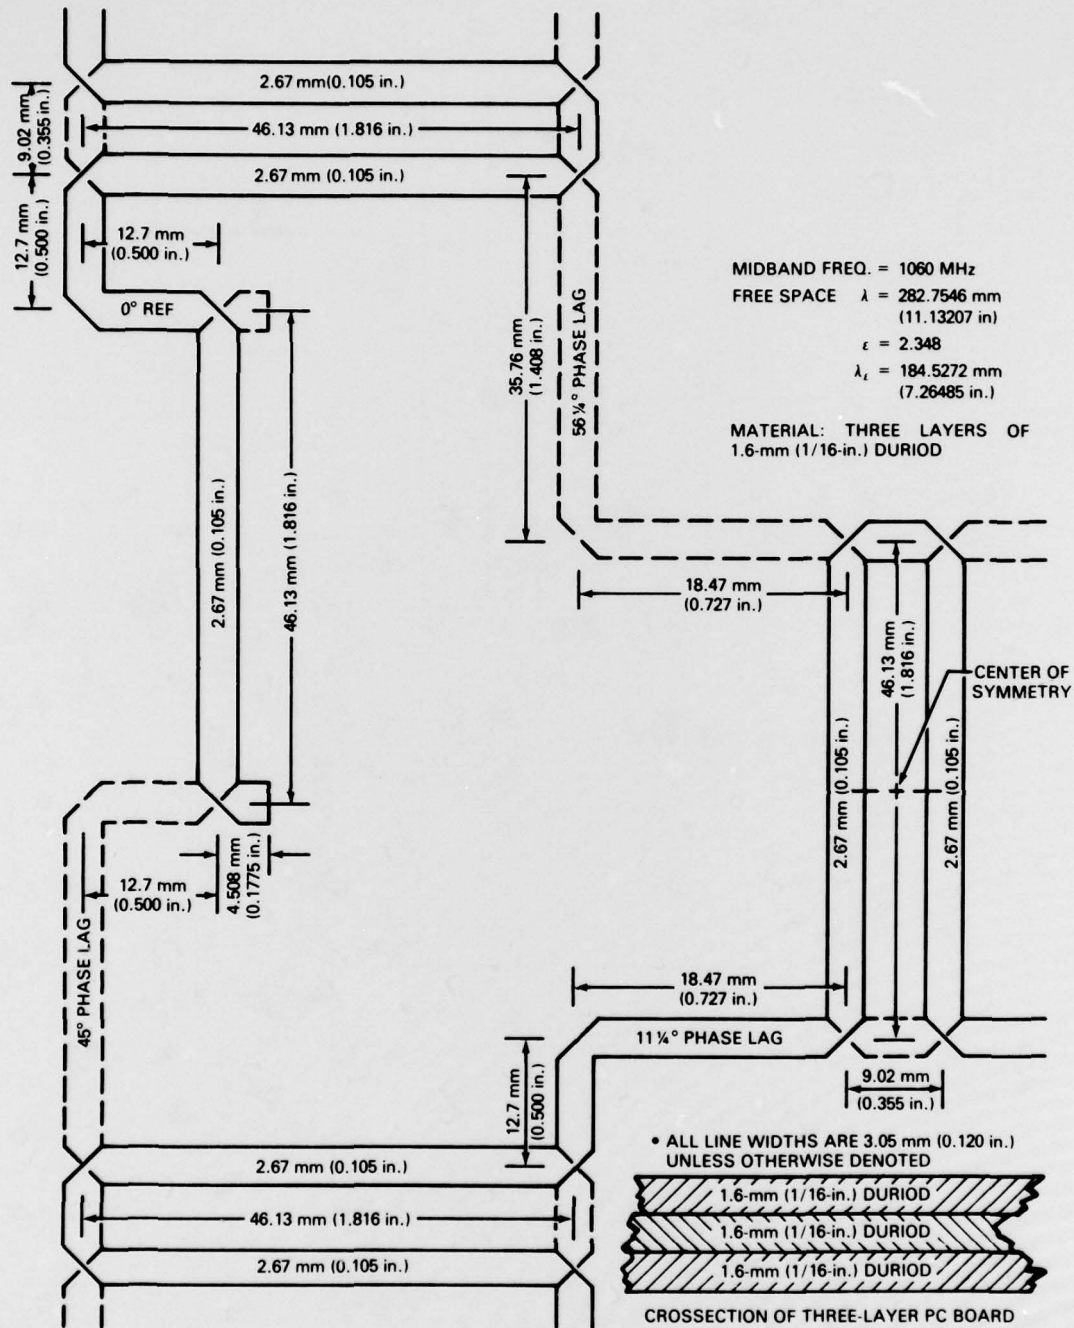 2.67 mm(0.105 in.)
9.02 mm
(0.355 in.)
46.13 mm (1.816 in.)
2.67 mm (0.105 in.)
12.7 mm
(0.500 in.)
12.7 mm
(0.500 in.)
0° REF
35.76 mm
(1.408 in.)
56 ¼° PHASE LAG
MIDBAND FREQ. = 1060 MHz
FREE SPACE λ = 282.7546 mm
(11.13207 in)
ε = 2.348
λε = 184.5272 mm
(7.26485 in.)
MATERIAL: THREE LAYERS OF
1.6-mm (1/16-in.) DURIOD
2.67 mm (0.105 in.)
46.13 mm (1.816 in.)
18.47 mm
(0.727 in.)
46.13 mm
(1.816 in.)
CENTER OF
SYMMETRY
2.67 mm (0.105 in.)
2.67 mm (0.105 in.)
12.7 mm
(0.500 in.)
4.508 mm
(0.1775 in.)
45° PHASE LAG
18.47 mm
(0.727 in.)
11 ¼° PHASE LAG
12.7 mm
(0.500 in.)
9.02 mm
(0.355 in.)
• ALL LINE WIDTHS ARE 3.05 mm (0.120 in.)
UNLESS OTHERWISE DENOTED
2.67 mm (0.105 in.)
46.13 mm (1.816 in.)
2.67 mm (0.105 in.)
1.6-mm (1/16-in.) DURIOD
1.6-mm (1/16-in.) DURIOD
1.6-mm (1/16-in.) DURIOD
CROSSECTION OF THREE-LAYER PC BOARD